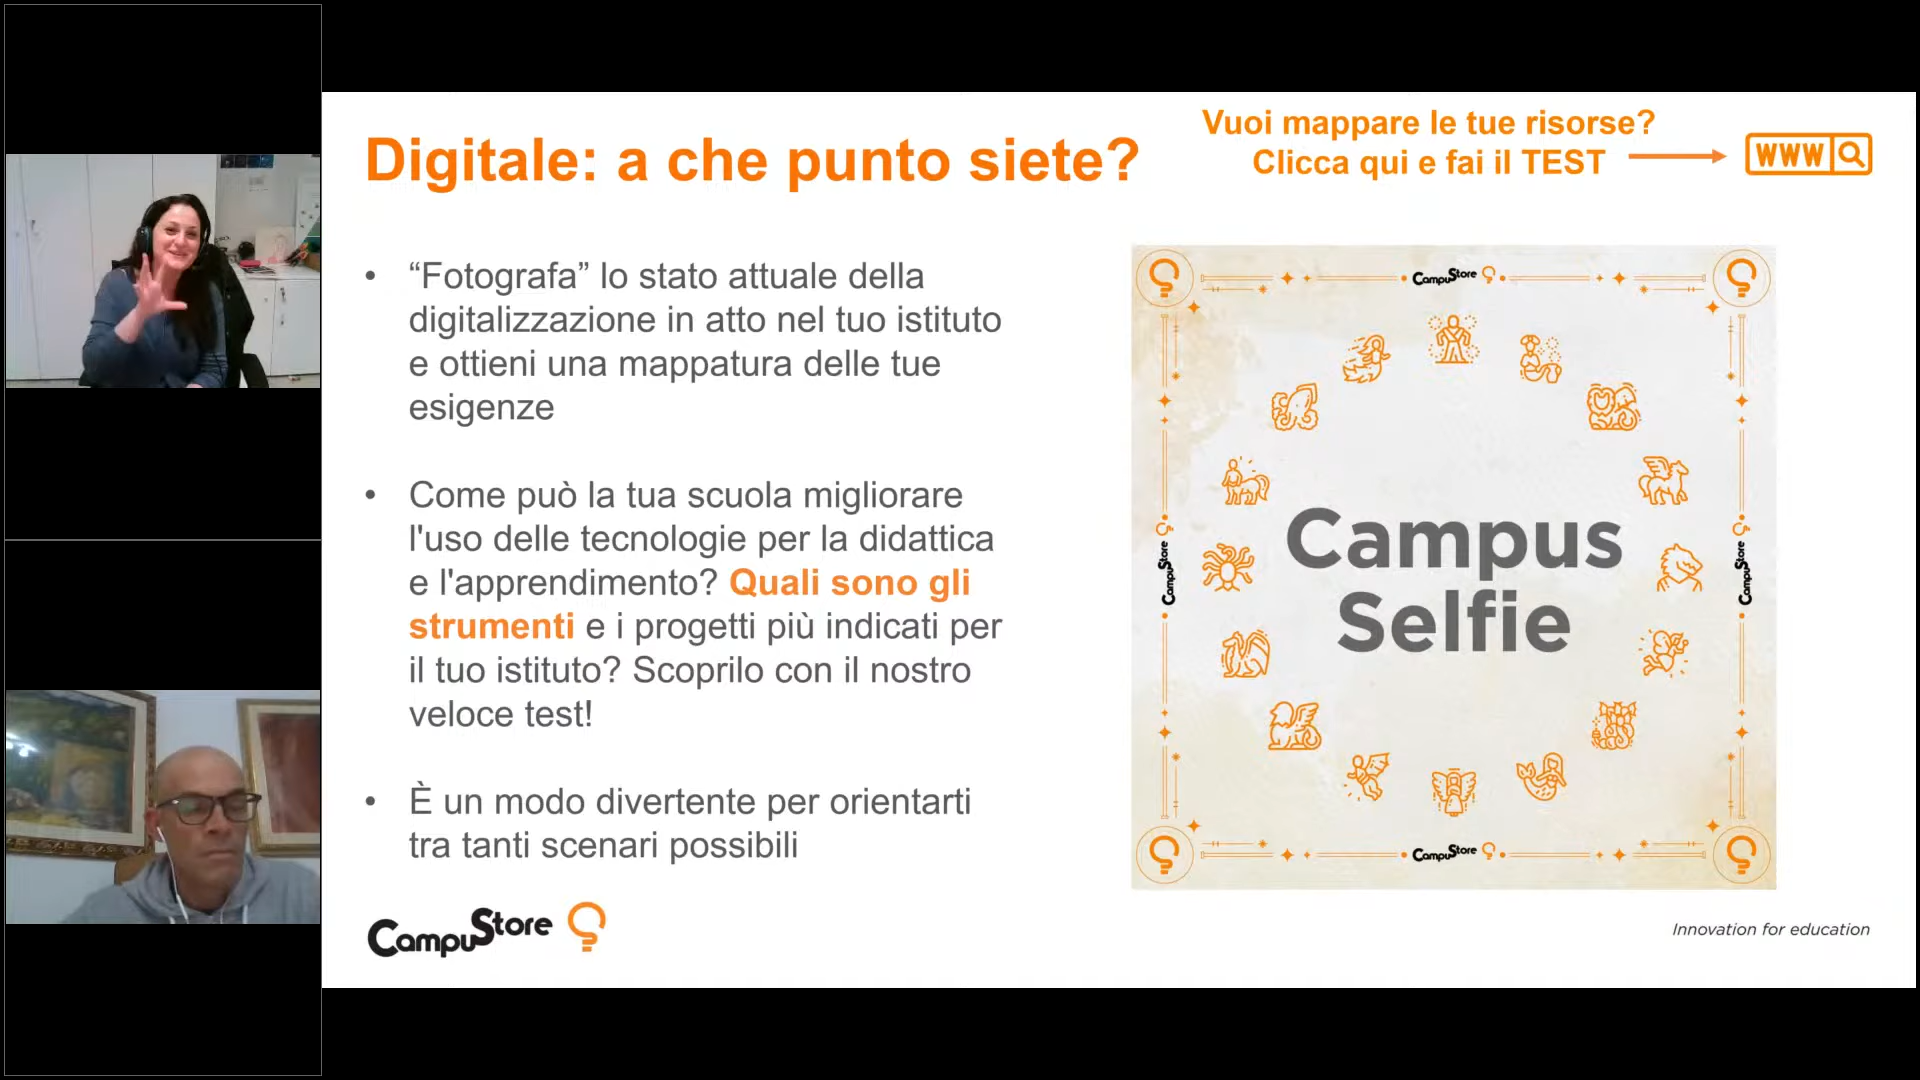 Digitale: a che punto siete?
Vuoi mappare le tue risorse?
Clicca qui e fai il TEST
WWW
• “Fotografa” lo stato attuale della
digitalizzazione in atto nel tuo istituto
e ottieni una mappatura delle tue
esigenze
• Come può la tua scuola migliorare
l'uso delle tecnologie per la didattica
e l'apprendimento? Quali sono gli
strumenti e i progetti più indicati per
il tuo istituto? Scoprilo con il nostro
veloce test!
• È un modo divertente per orientarti
tra tanti scenari possibili
CampuStore
CampuStore
CampuStore
Campus
Selfie
CampuStore
CampuStore
Innovation for education